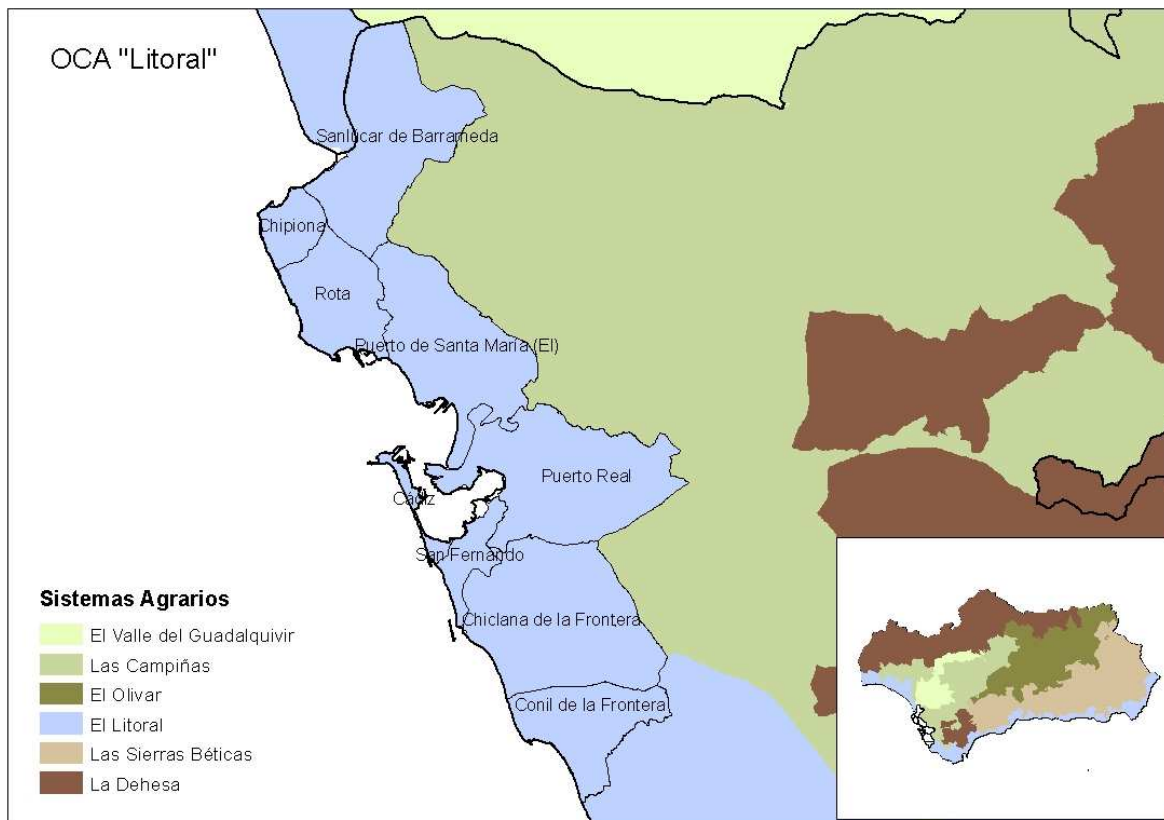 OCA "Litoral"
Sanlúcar de Barrameda
Chipiona
Rota
Puerto de Santa María (El)
Puerto Real
Cádiz
San Fernando
Chiclana de la Frontera
Conil de la Frontera
Sistemas Agrarios
El Valle del Guadalquivir
Las Campiñas
El Olivar
El Litoral
Las Sierras Béticas
La Dehesa